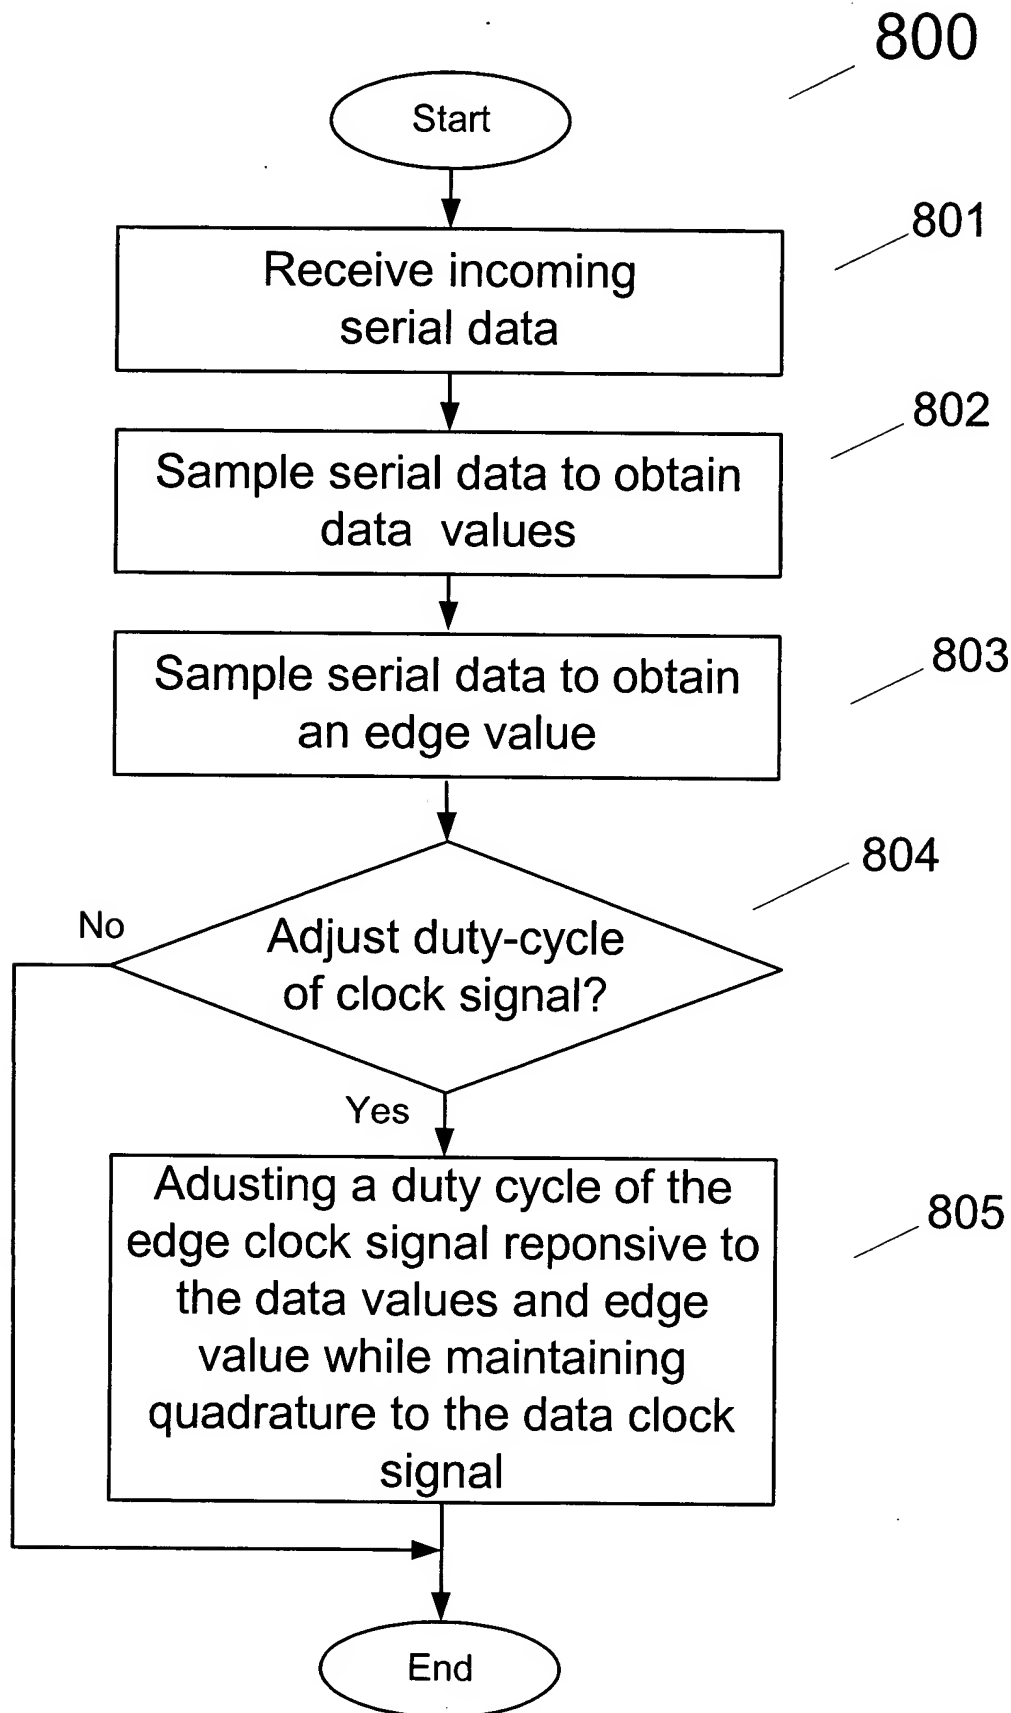 800
Start
801
Receive incoming
serial data
802
Sample serial data to obtain
data values
803
Sample serial data to obtain
an edge value
804
No
Adjust duty-cycle
of clock signal?
Yes
805
Adusting a duty cycle of the
edge clock signal reponsive to
the data values and edge
value while maintaining
quadrature to the data clock
signal
End